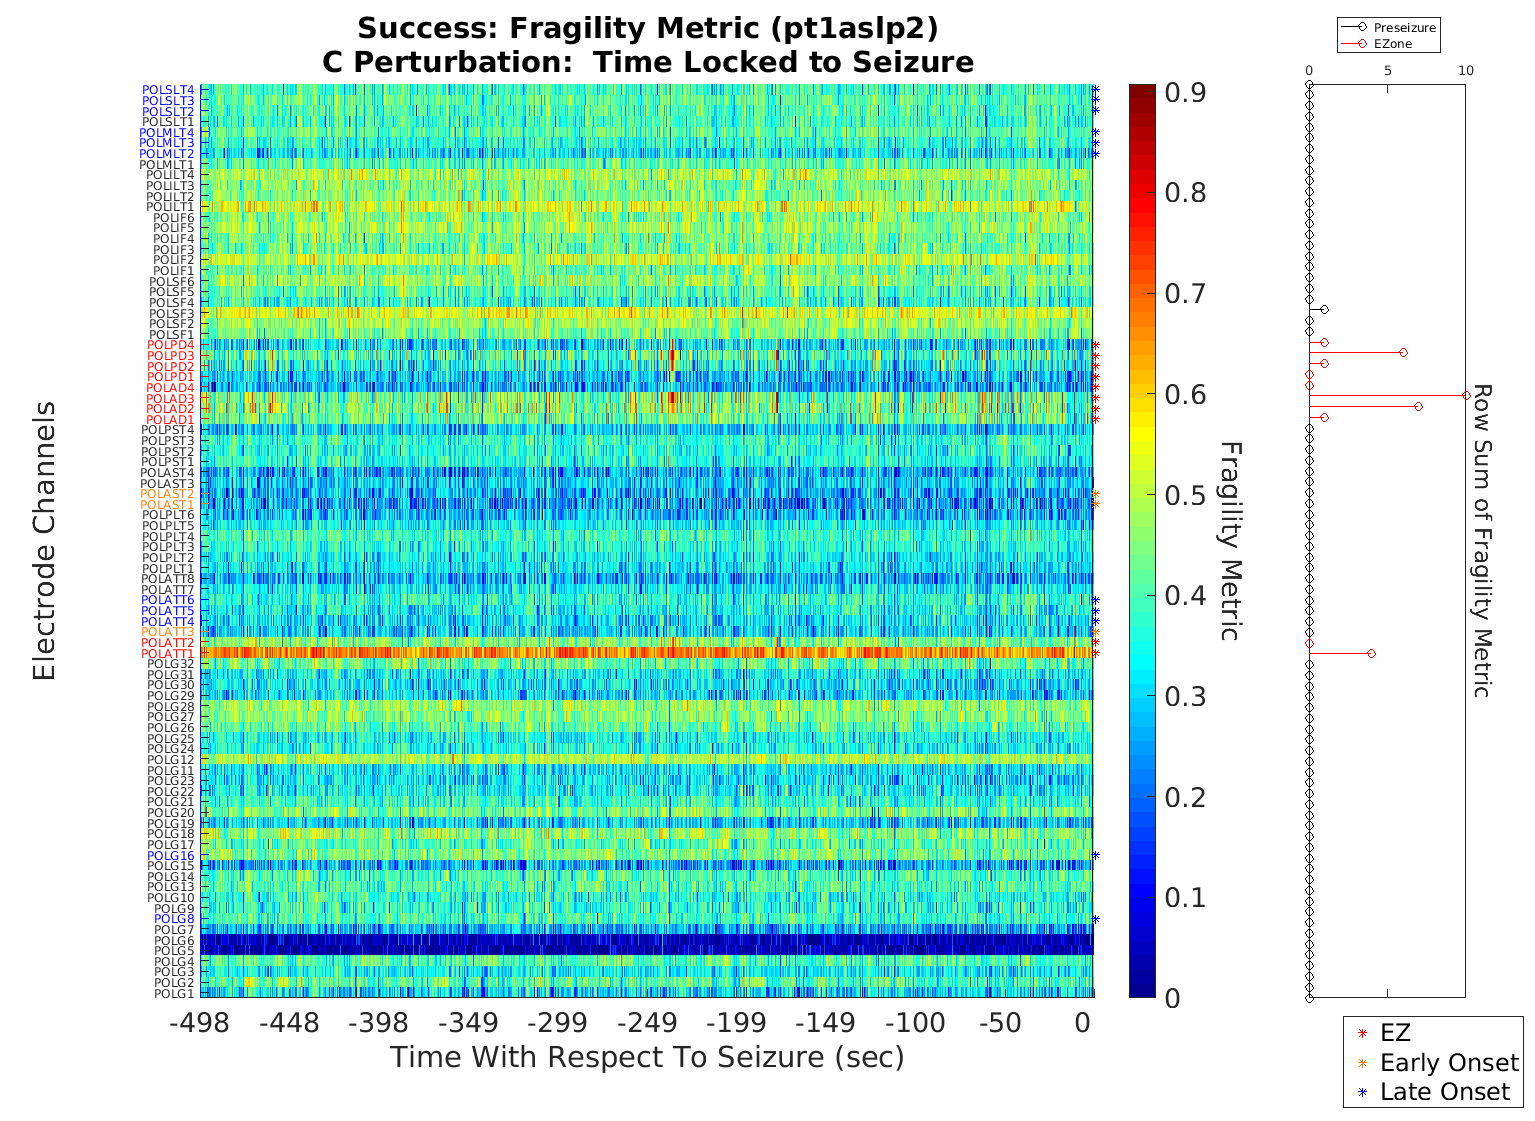 Success: Fragility Metric (pt1aslp2)
C Perturbation:  Time Locked to Seizure
Preseizure
EZone
0
5
10
Electrode Channels
POLSLT4
POLSLT3
POLSLT2
POLSLT1
POLMLT4
POLMLT3
POLMLT2
POLMLT1
POLILT4
POLILT3
POLILT2
POLILT1
POLIF6
POLIF5
POLIF4
POLIF3
POLIF2
POLIF1
POLSF6
POLSF5
POLSF4
POLSF3
POLSF2
POLSF1
POLPD4
POLPD3
POLPD2
POLPD1
POLAD4
POLAD3
POLAD2
POLAD1
POLPST4
POLPST3
POLPST2
POLPST1
POLAST4
POLAST3
POLAST2
POLAST1
POLPLT6
POLPLT5
POLPLT4
POLPLT3
POLPLT2
POLPLT1
POLATT8
POLATT7
POLATT6
POLATT5
POLATT4
POLATT3
POLATT2
POLATT1
POLG32
POLG31
POLG30
POLG29
POLG28
POLG27
POLG26
POLG25
POLG24
POLG12
POLG11
POLG23
POLG22
POLG21
POLG20
POLG19
POLG18
POLG17
POLG16
POLG15
POLG14
POLG13
POLG10
POLG9
POLG8
POLG7
POLG6
POLG5
POLG4
POLG3
POLG2
POLG1
-498
-448
-398
-349
-299
-249
-199
-149
-100
-50
0
Time With Respect To Seizure (sec)
0.9
0.8
0.7
0.6
0.5
0.4
0.3
0.2
0.1
0
Fragility Metric
Row Sum of Fragility Metric
EZ
Early Onset
Late Onset